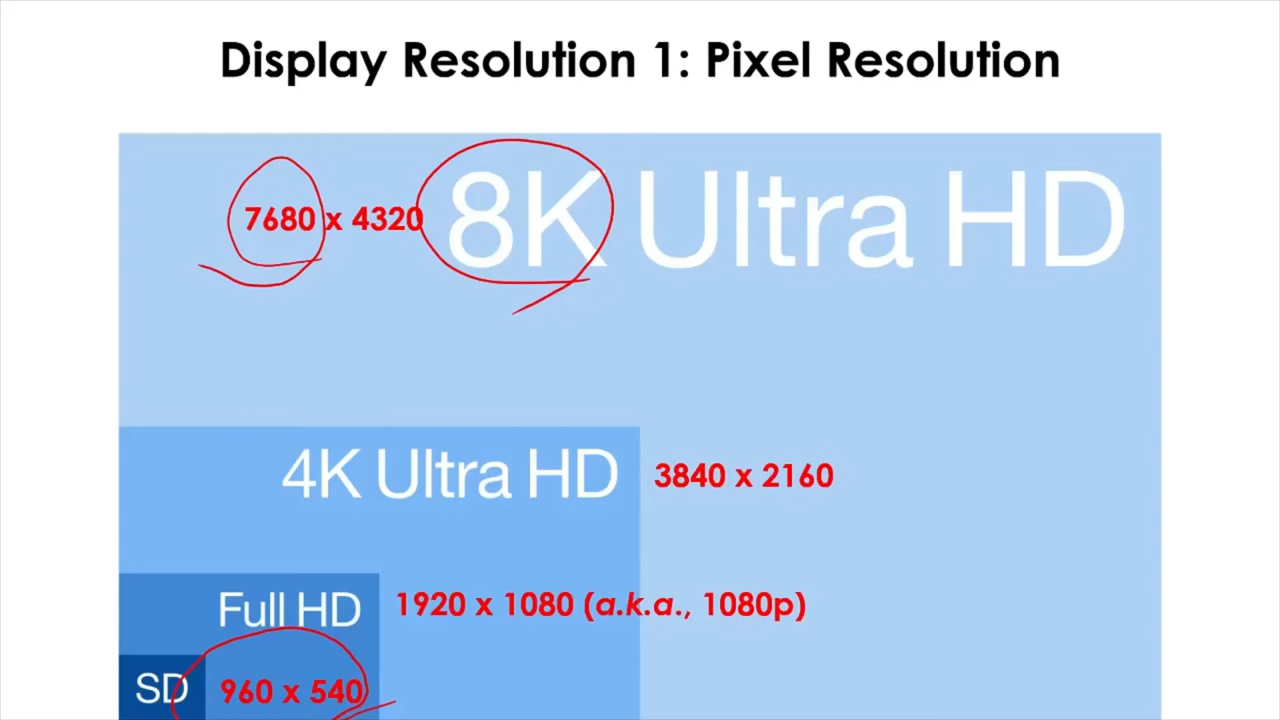 Display Resolution 1: Pixel Resolution
7680 x 4320 8K Ultra HD
4K Ultra HD 3840 x 2160
Full HD 1920 x 1080 (a.k.a., 1080p)
SD 960 x 540